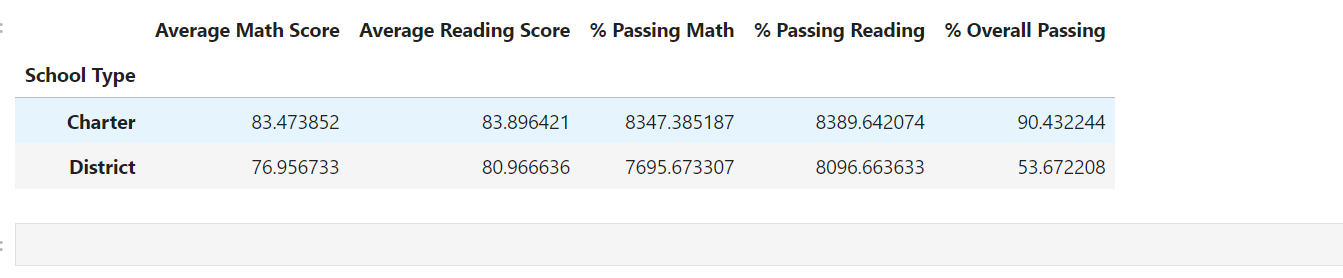 Average Math Score Average Reading Score % Passing Math % Passing Reading % Overall Passing
School Type
Charter 83.473852 83.896421 8347.385187 8389.642074 90.432244
District 76.956733 80.966636 7695.673307 8096.663633 53.672208